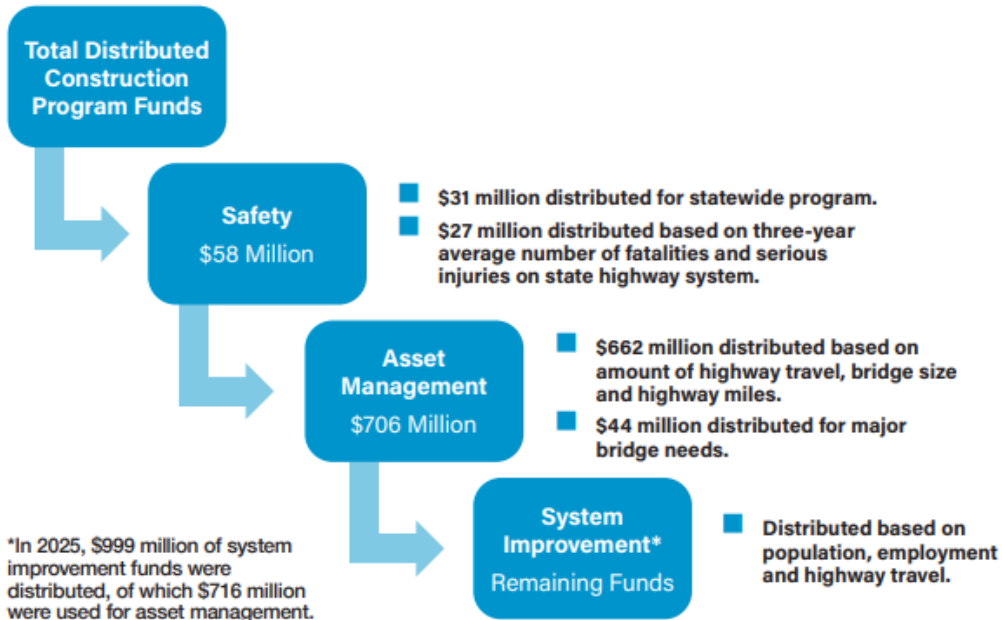 Total Distributed
Construction
Program Funds
Safety
$58 Million
$31 million distributed for statewide program.
$27 million distributed based on three-year
average number of fatalities and serious
injuries on state highway system.
Asset
Management
$706 Million
$662 million distributed based on
amount of highway travel, bridge size
and highway miles.
$44 million distributed for major
bridge needs.
System
Improvement*
Remaining Funds
Distributed based on
population, employment
and highway travel.
*In 2025, $999 million of system
improvement funds were
distributed, of which $716 million
were used for asset management.